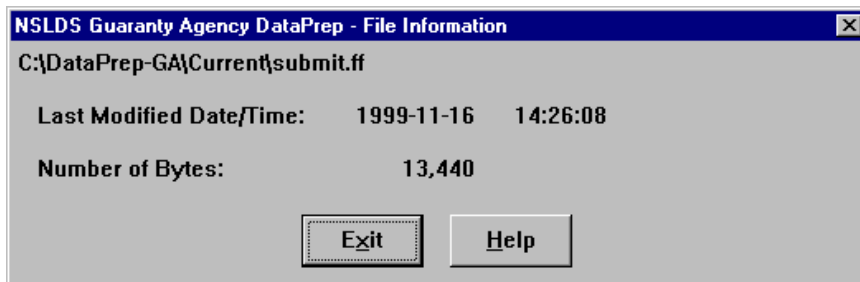 NSLDS Guaranty Agency DataPrep - File Information
C:\DataPrep-GA\Current\submit.ff
Last Modified Date/Time: 1999-11-16 14:26:08
Number of Bytes: 13,440
Exit Help